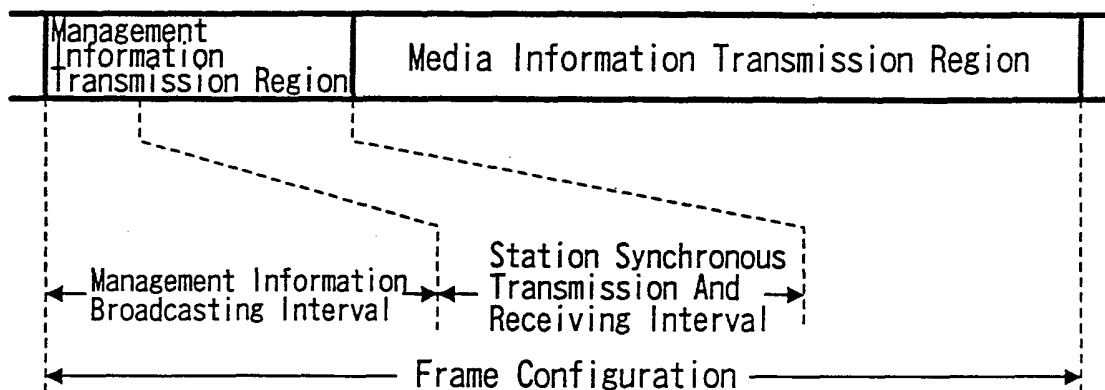 Management
Information
Transmission Region
Media Information Transmission Region
Management Information
Broadcasting Interval
Station Synchronous
Transmission And
Receiving Interval
Frame Configuration